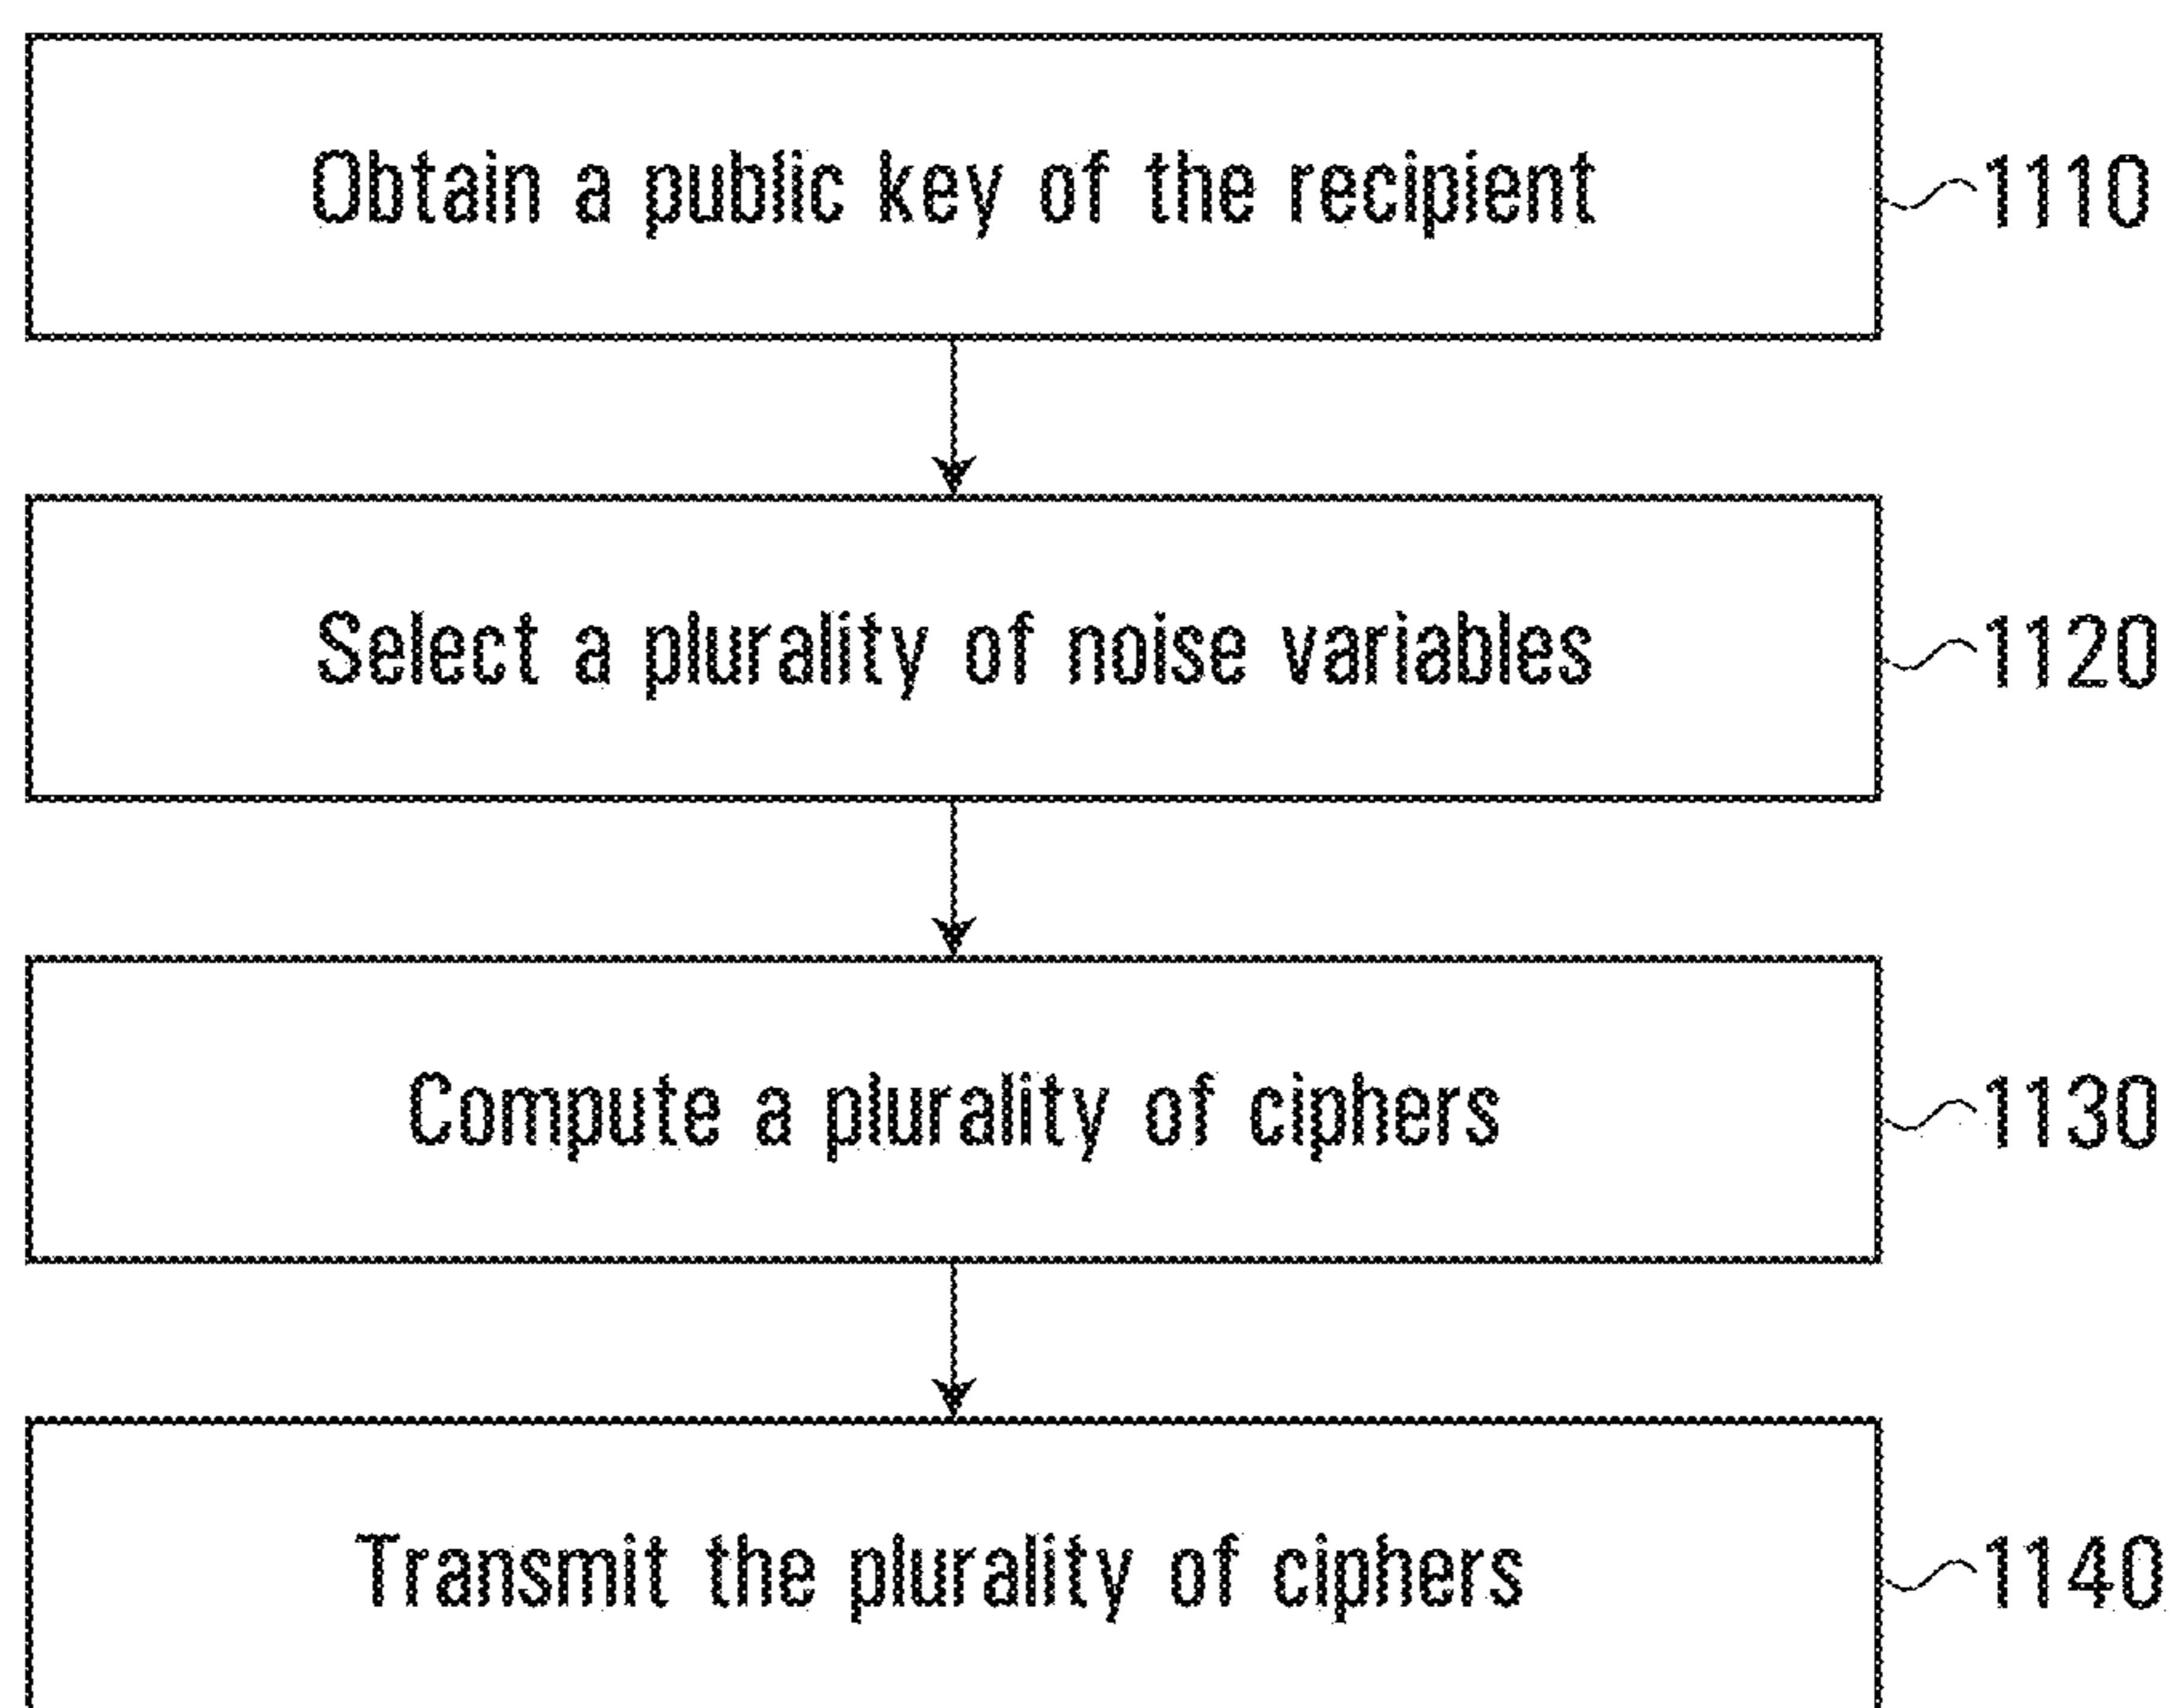 Obtain a public key of the recipient 1110
Select a plurality of noise variables 1120
Compute a plurality of ciphers 1130
Transmit the plurality of ciphers 1140